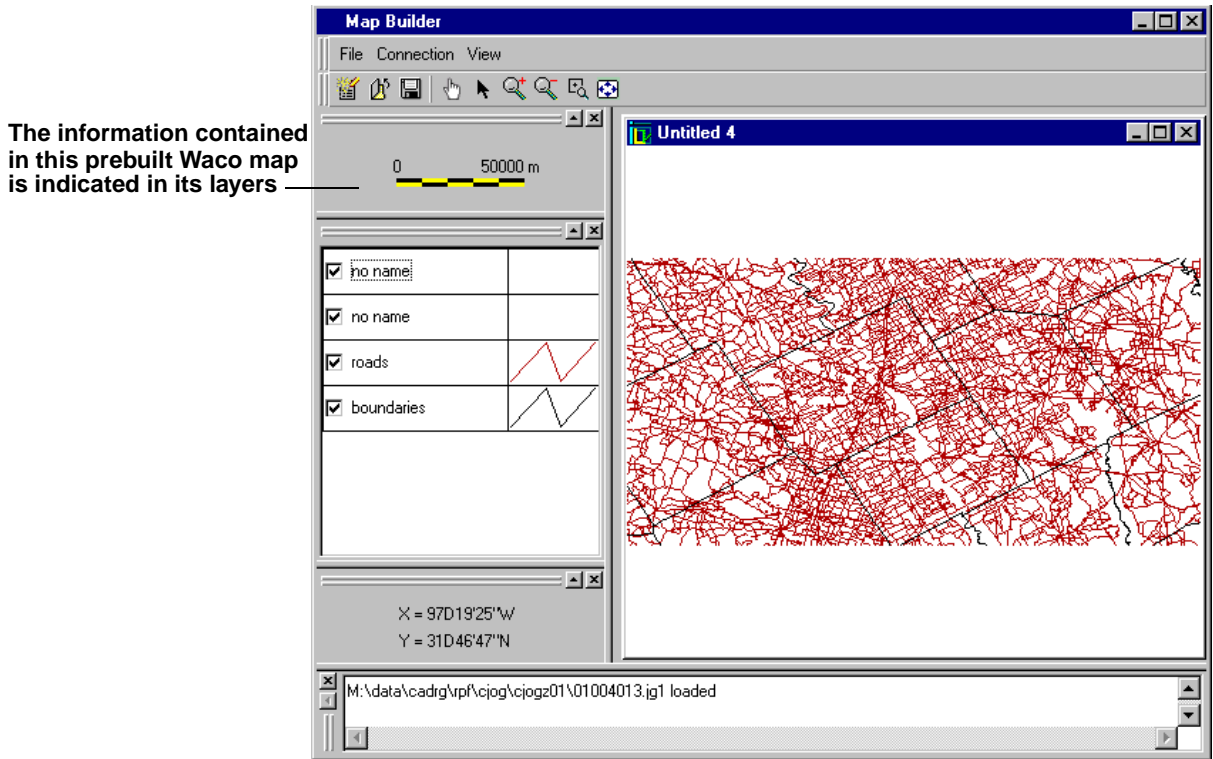 Map Builder
File Connection View
The information contained
in this prebuilt Waco map
is indicated in its layers
0 50000 m
Untitled 4
no name
no name
roads
boundaries
X = 97D19'25"W
Y = 31D46'47"N
M:\data\cadrg\rpf\cjog\cjogz01\01004013.jg1 loaded